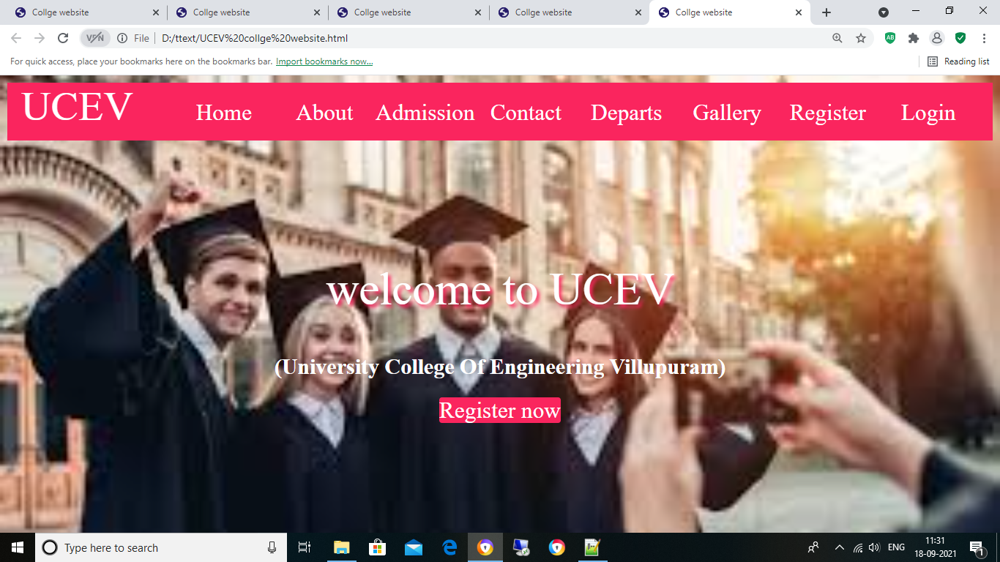 Collge website
Collge website
Collge website
Collge website
Collge website
VPN
File
D:/ttext/UCEV%20collge%20website.html
AB
For quick access, place your bookmarks here on the bookmarks bar. Import bookmarks now...
Reading list
UCEV Home About Admission Contact Departs Gallery Register Login
welcome to UCEV
(University College Of Engineering Villupuram)
Register now
Type here to search
ENG
11:31
18-09-2021
1